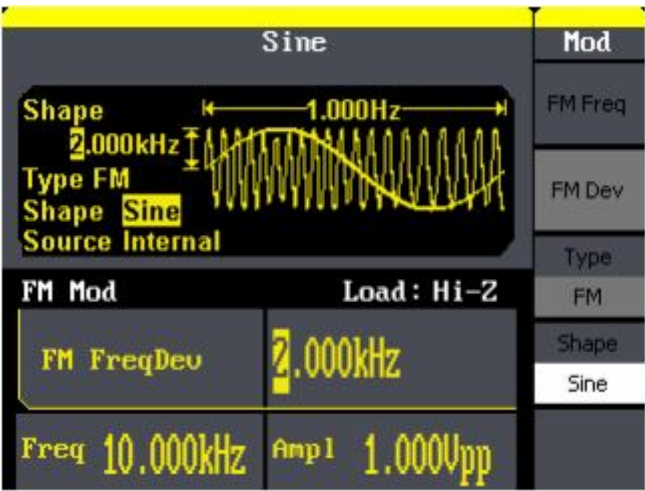 Sine
Mod
Shape
1.000Hz
2.000kHz
Type FM
Shape Sine
Source Internal
FM Mod Load: Hi-Z
FM FreqDev 2.000kHz
Freq 10.000kHz Ampl 1.000Vpp
FM Freq
FM Dev
Type
FM
Shape
Sine